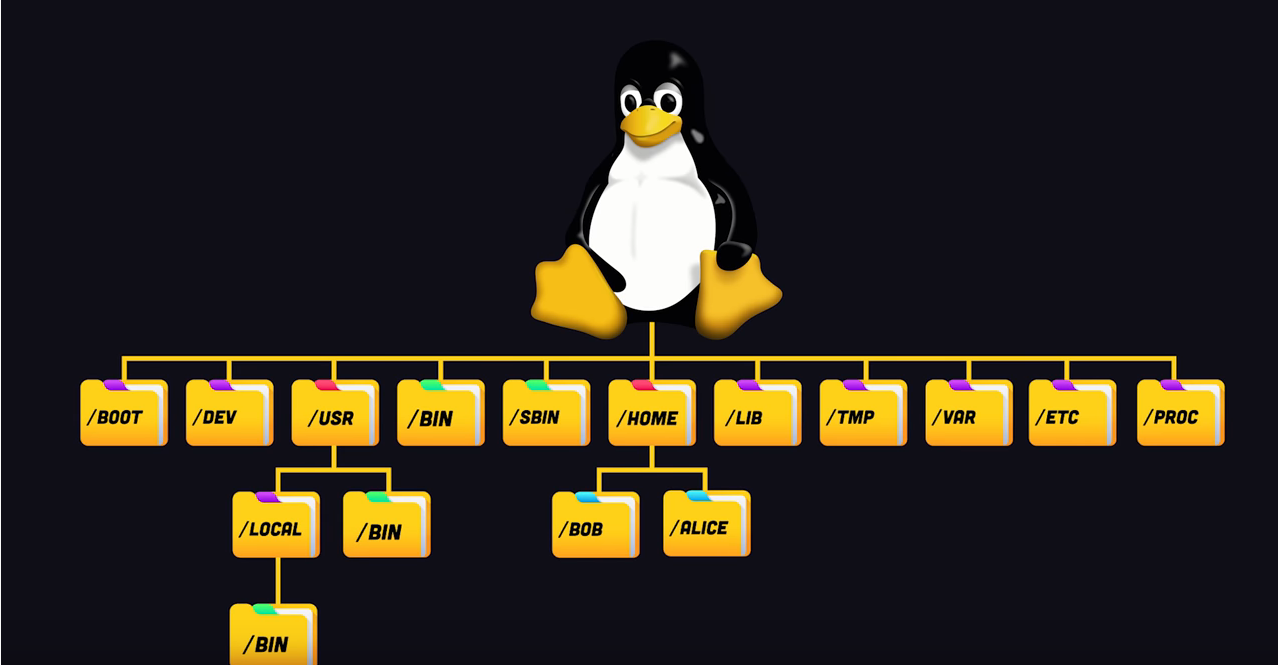 /BOOT
/DEV
/USR
/BIN
/SBIN
/HOME
/LIB
/TMP
/VAR
/ETC
/PROC
/LOCAL
/BIN
/BOB
/ALICE
/BIN